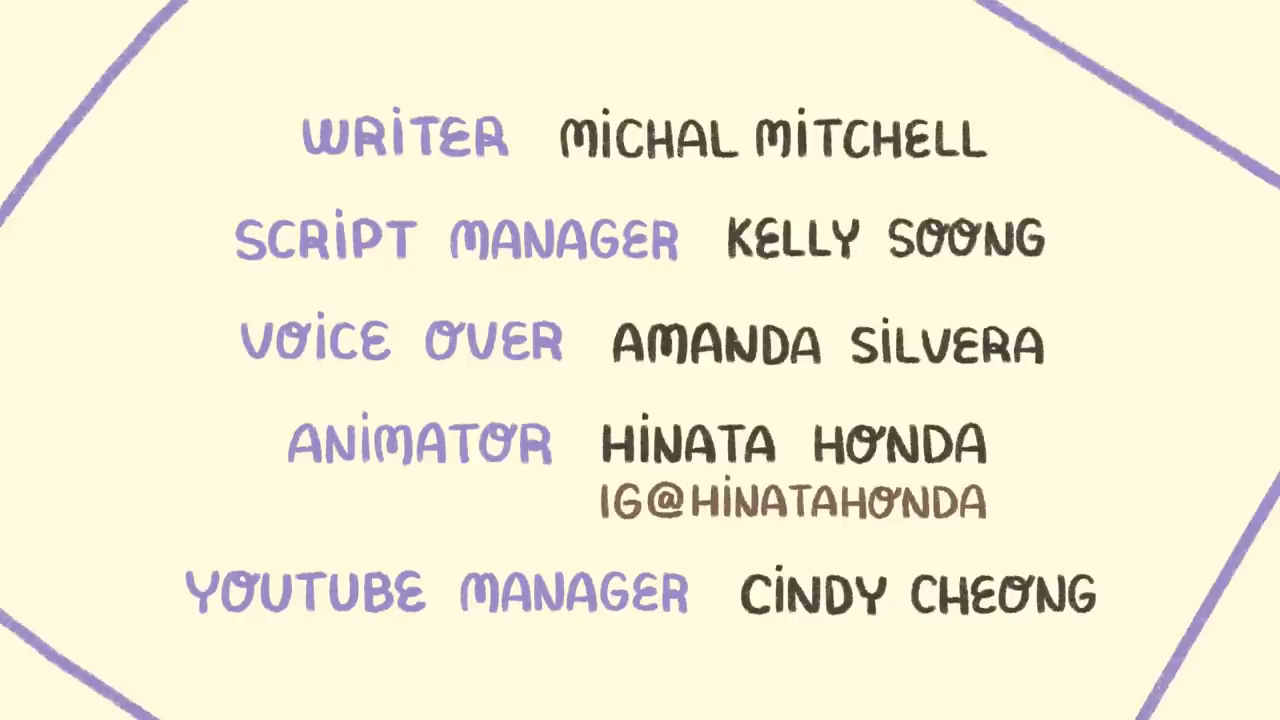 WRiTER MiCHAL MiTCHELL
SCRiPT MANAGER KELLY SOONG
VOiCE OVER AMANDA SiLVERA
ANiMATOR HiNATA HONDA
IG@HiNATAHONDA
YOUTUBE MANAGER CiNDY CHEONG